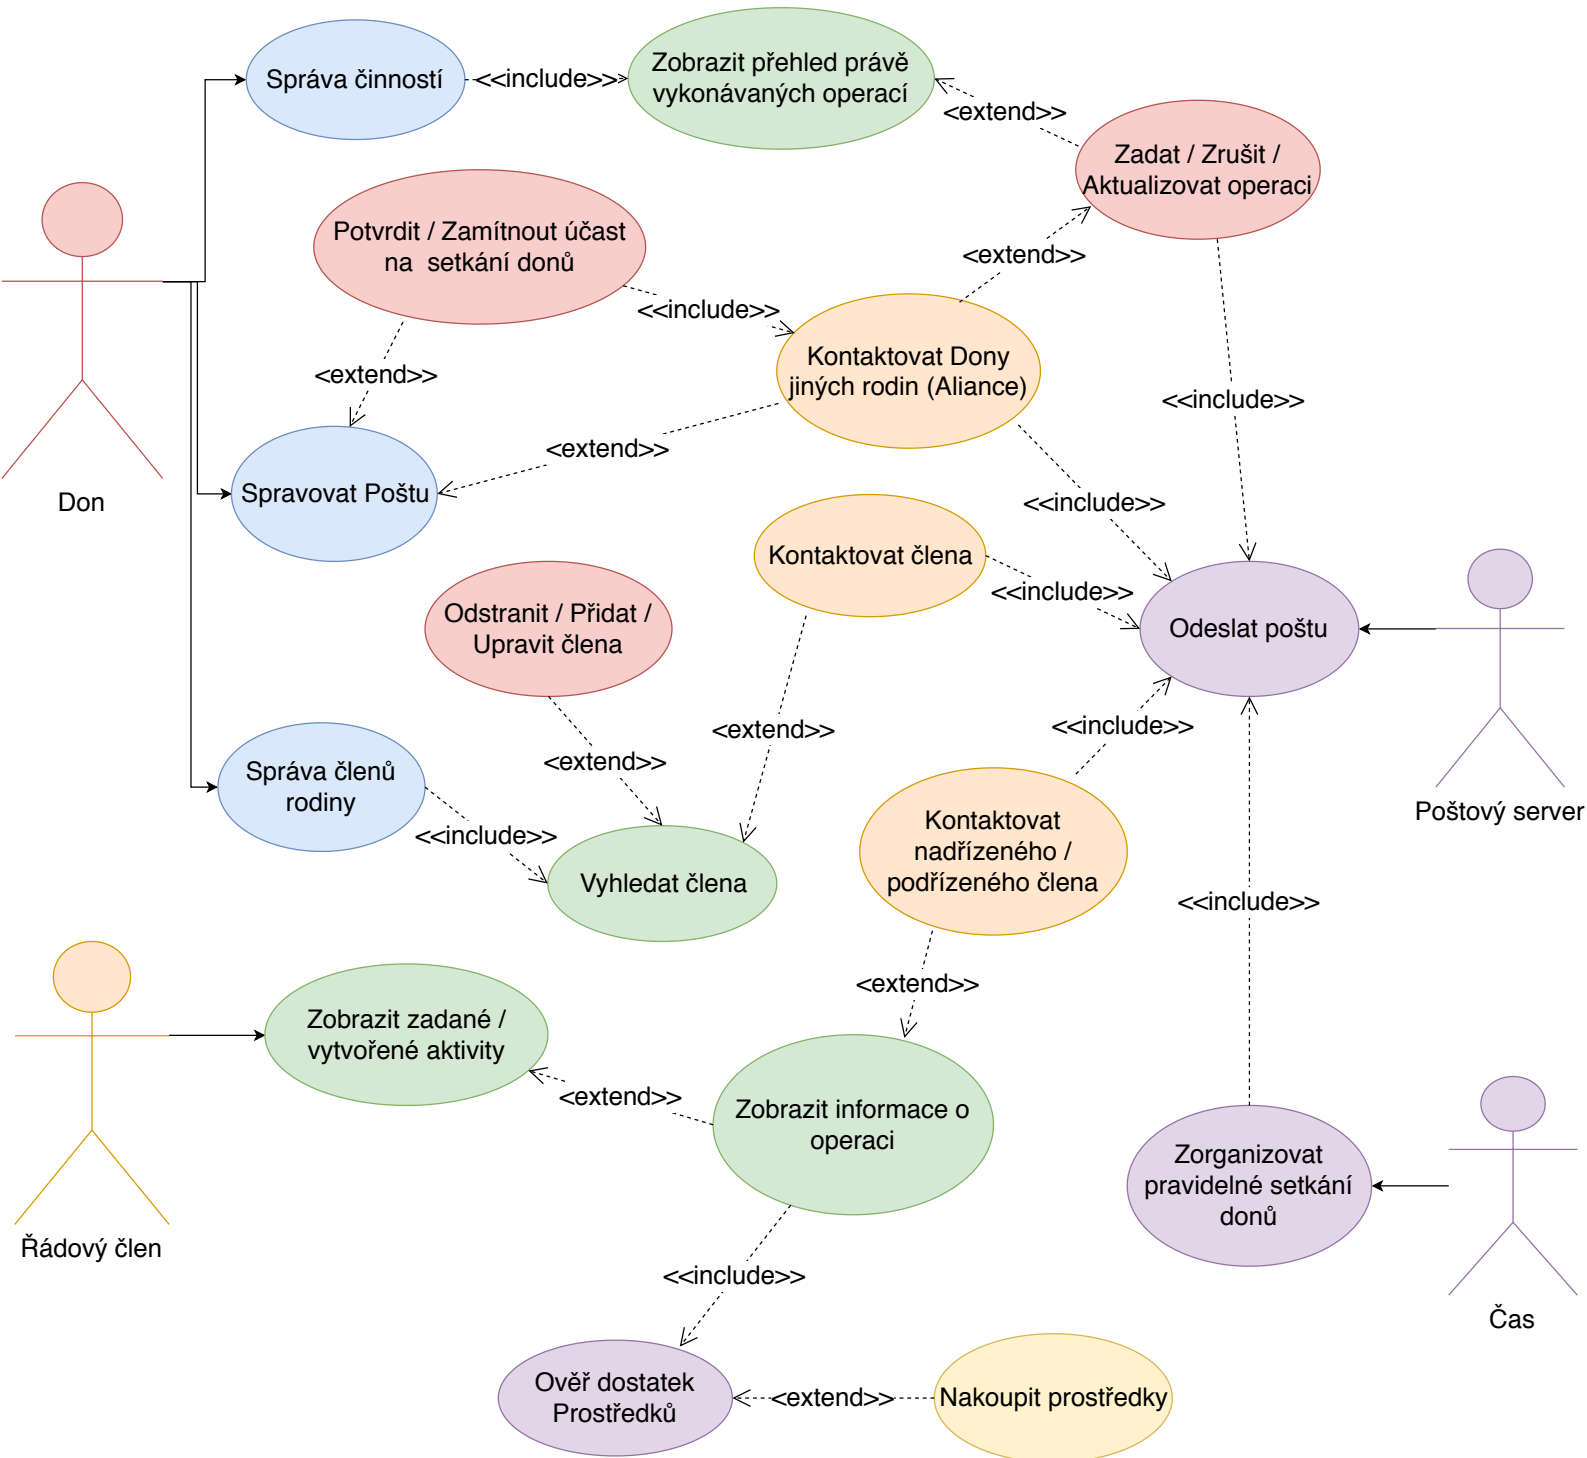 Správa činností
<<include>>
Zobrazit přehled právě
vykonávaných operací
<extend>>
Zadat / Zrušit /
Aktualizovat operaci
Potvrdit / Zamítnout účast
na  setkání donů
<<include>>
<extend>>
Kontaktovat Dony
jiných rodin (Aliance)
<extend>>
<<include>>
<extend>>
Spravovat Poštu
Don
<<include>>
Kontaktovat člena
<<include>>
Odstranit / Přidat /
Upravit člena
Odeslat poštu
<extend>>
<extend>>
<<include>>
Správa členů
rodiny
<<include>>
Poštový server
Kontaktovat
nadřízeného /
podřízeného člena
Vyhledat člena
<<include>>
<extend>>
Zobrazit zadané /
vytvořené aktivity
<extend>>
Zobrazit informace o
operaci
Zorganizovat
pravidelné setkání
donů
Řádový člen
<<include>>
Čas
Ověř dostatek
Prostředků
<extend>>
Nakoupit prostředky